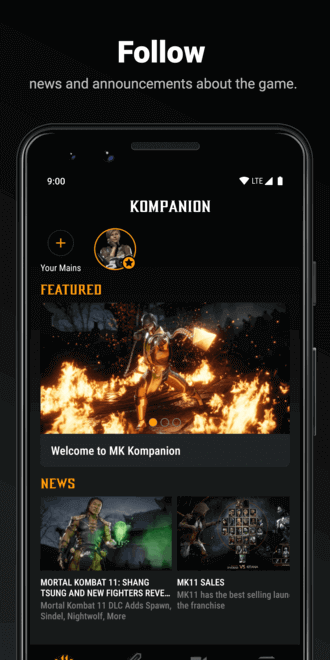 Follow
news and announcements about the game.
9:00
LTE
KOMPANION
Your Mains
FEATURED
Welcome to MK Kompanion
NEWS
MORTAL KOMBAT 11: SHANG
TSUNG AND NEW FIGHTERS REVE...
Mortal Kombat 11 DLC Adds Spawn,
Sindel, Nightwolf, More
MK11 SALES
MK11 has the best selling laun
the franchise